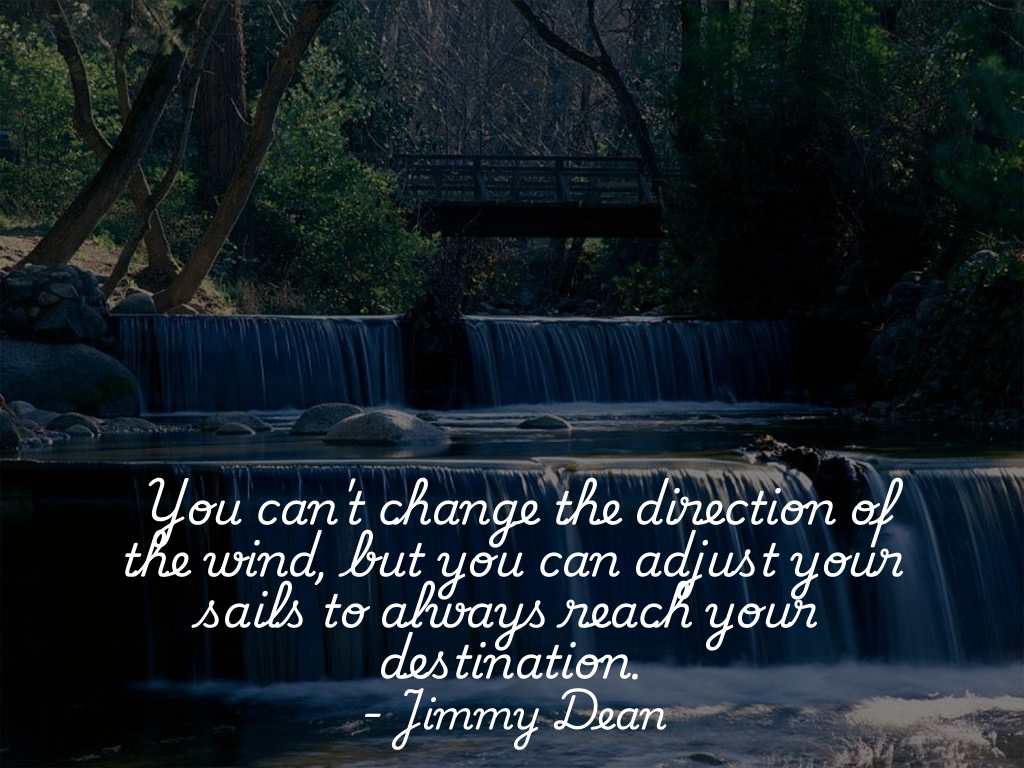 You can't change the direction of
the wind, but you can adjust your
sails to always reach your
destination.
- Jimmy Dean